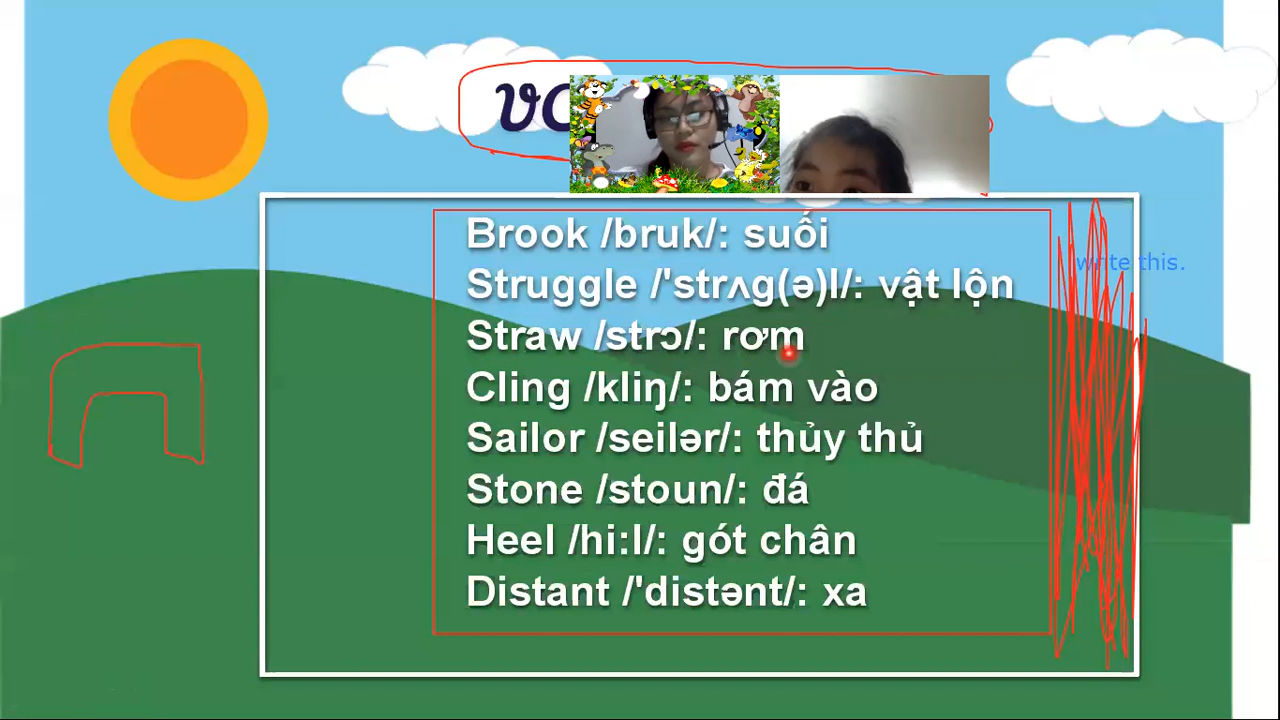 Brook /bruk/: suối
Struggle /'strʌg(ə)l/: vật lộn
write this.
Straw /strɔ/: rơm
Cling /kliŋ/: bám vào
Sailor /seilər/: thủy thủ
Stone /stoun/: đá
Heel /hi:l/: gót chân
Distant /'distənt/: xa